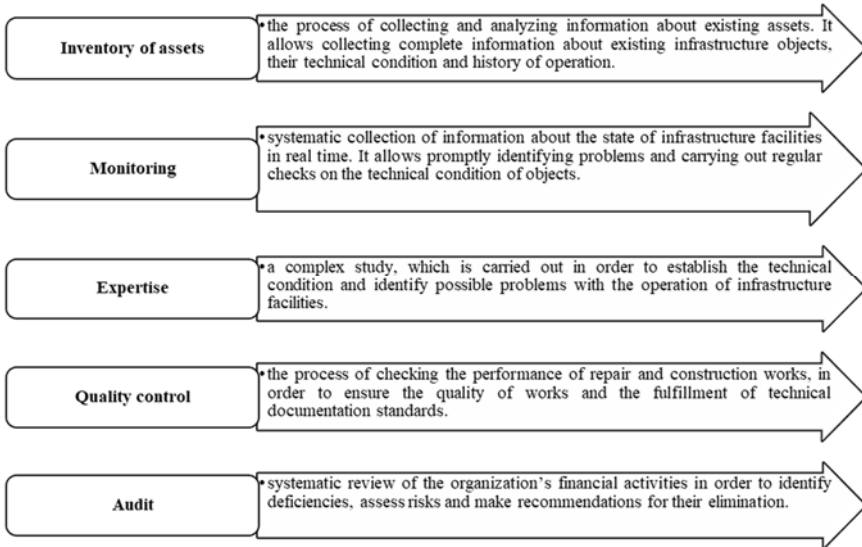 Inventory of assets
•the process of collecting and analyzing information about existing assets. It
allows collecting complete information about existing infrastructure objects,
their technical condition and history of operation.
Monitoring
•systematic collection of information about the state of infrastructure facilities
in real time. It allows promptly identifying problems and carrying out regular
checks on the technical condition of objects.
Expertise
•a complex study, which is carried out in order to establish the technical
condition and identify possible problems with the operation of infrastructure
facilities.
Quality control
•the process of checking the performance of repair and construction works, in
order to ensure the quality of works and the fulfillment of technical
documentation standards.
Audit
•systematic review of the organization’s financial activities in order to identify
deficiencies, assess risks and make recommendations for their elimination.